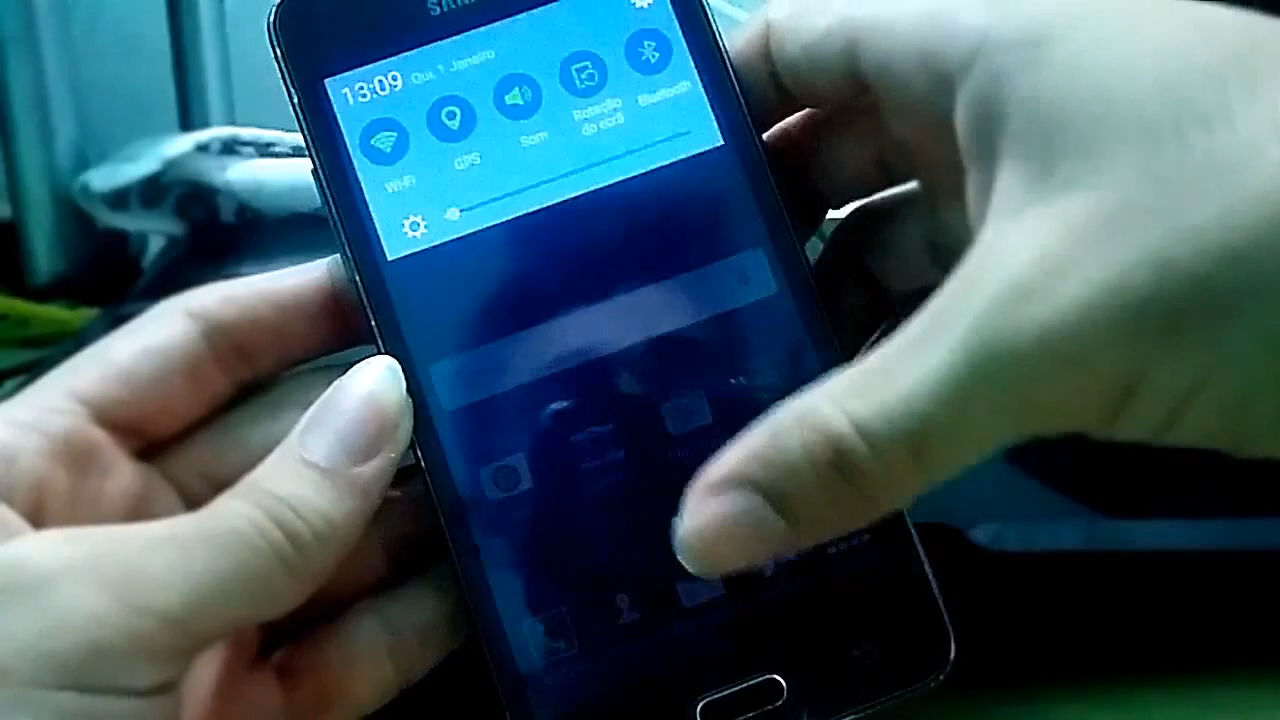 13:09 Qui, 1 Janeiro
Wi-Fi
GPS
Som
Rotação
do ecrã
Bluetooth